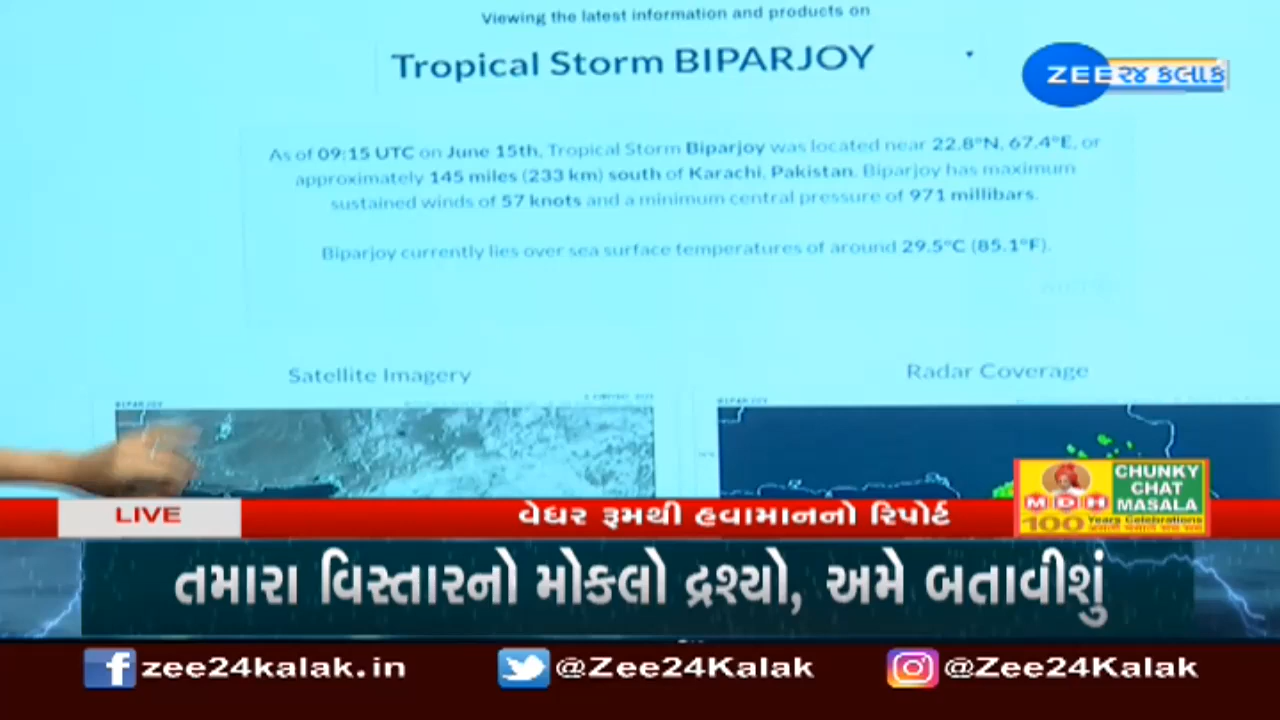 Viewing the latest information and products on
Tropical Storm BIPARJOY
ZEE ૨૪ કલાક
As of 09:15 UTC on June 15th, Tropical Storm Biparjoy was located near 22.8°N, 67.4°E, or
approximately 145 miles (233 km) south of Karachi, Pakistan. Biparjoy has maximum
sustained winds of 57 knots and a minimum central pressure of 971 millibars.
Biparjoy currently lies over sea surface temperatures of around 29.5°C (85.1°F).
Satellite Imagery
Radar Coverage
BIPARJOY
BIPARJOY
LIVE
વેધર રૂમથી હવામાનનો રિપોર્ટ
MDH
100 Years Celebrations
CHUNKY
CHAT
MASALA
તમારા વિસ્તારનો મોકલો દ્રશ્યો, અમે બતાવીશું
zee24kalak.in
@Zee24Kalak
@Zee24Kalak